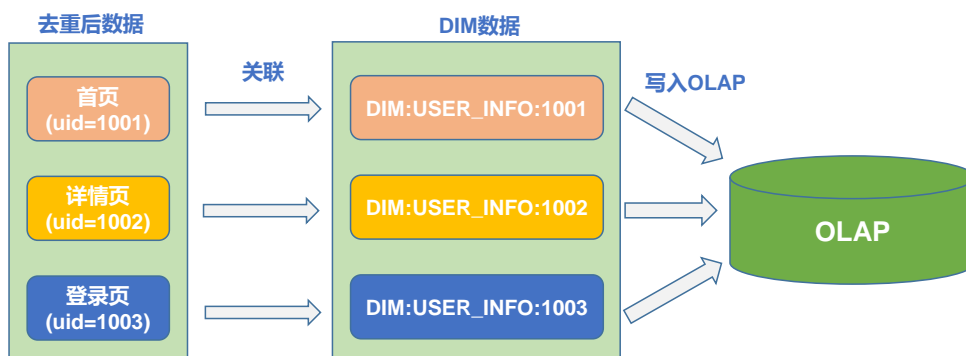 去重后数据
DIM数据
关联
写入OLAP
首页
(uid=1001)
DIM:USER_INFO:1001
详情页
(uid=1002)
DIM:USER_INFO:1002
OLAP
登录页
(uid=1003)
DIM:USER_INFO:1003